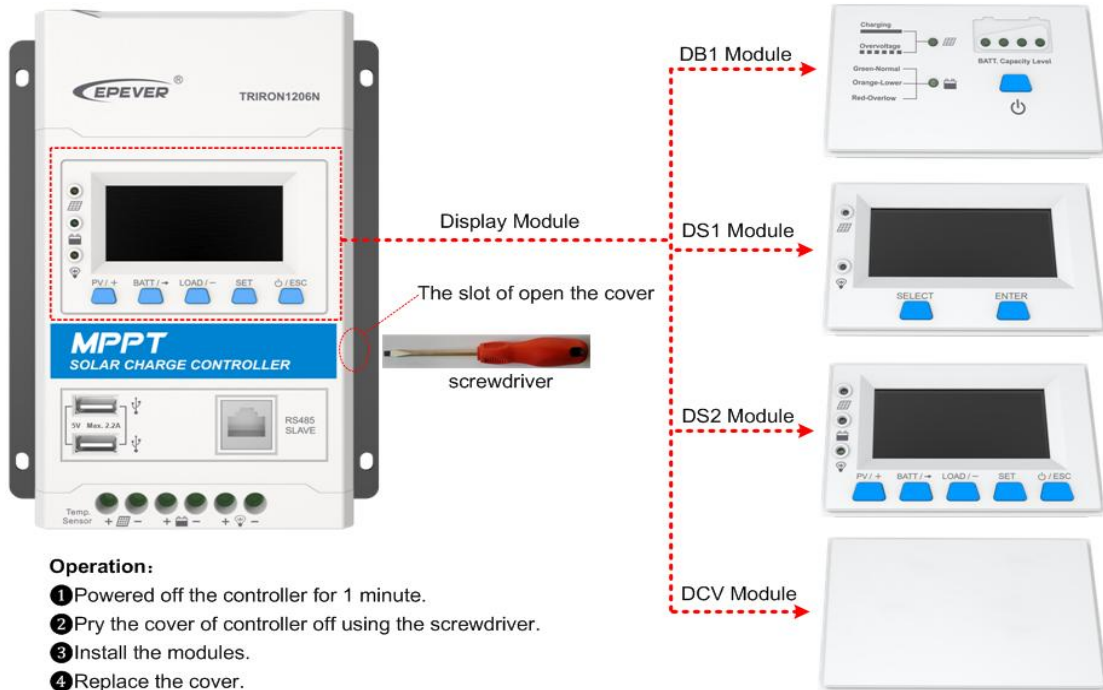 EPEVER®
TRIRON1206N
PV / + BATT / → LOAD / − SET ⏻ / ESC
MPPT
SOLAR CHARGE CONTROLLER
5V Max. 2.2A
RS485
SLAVE
Temp.
Sensor + − + − + −
Display Module
The slot of open the cover
screwdriver
DB1 Module
Charging
Overvoltage
Green-Normal
Orange-Lower
Red-Overlow
BATT. Capacity Level
DS1 Module
SELECT ENTER
DS2 Module
PV / + BATT / → LOAD / − SET ⏻ / ESC
DCV Module
Operation:
❶Powered off the controller for 1 minute.
❷Pry the cover of controller off using the screwdriver.
❸Install the modules.
❹Replace the cover.